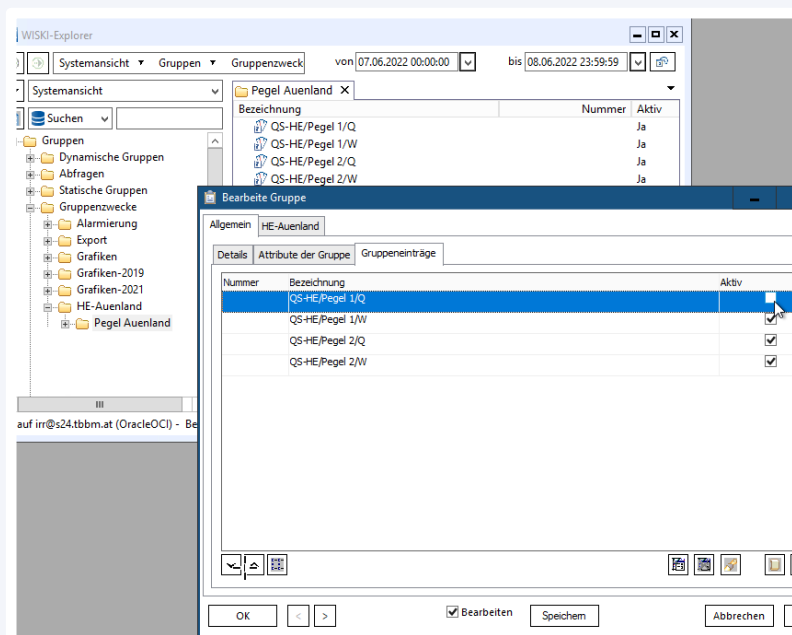 WISKI-Explorer
Systemansicht Gruppen Gruppenzweck von 07.06.2022 00:00:00 bis 08.06.2022 23:59:59
Systemansicht
Pegel Auenland
Suchen
Bezeichnung Nummer Aktiv
QS-HE/Pegel 1/Q Ja
QS-HE/Pegel 1/W Ja
QS-HE/Pegel 2/Q Ja
QS-HE/Pegel 2/W Ja
Gruppen
Dynamische Gruppen
Abfragen
Statische Gruppen
Gruppenzwecke
Alarmierung
Export
Grafiken
Grafiken-2019
Grafiken-2021
HE-Auenland
Pegel Auenland
auf irr@s24.tbbm.at (OracleOCI) - Be
Bearbeite Gruppe
Allgemein HE-Auenland
Details Attribute der Gruppe Gruppeneinträge
Nummer Bezeichnung Aktiv
QS-HE/Pegel 1/Q
QS-HE/Pegel 1/W
QS-HE/Pegel 2/Q
QS-HE/Pegel 2/W
OK < > Bearbeiten Speichern Abbrechen